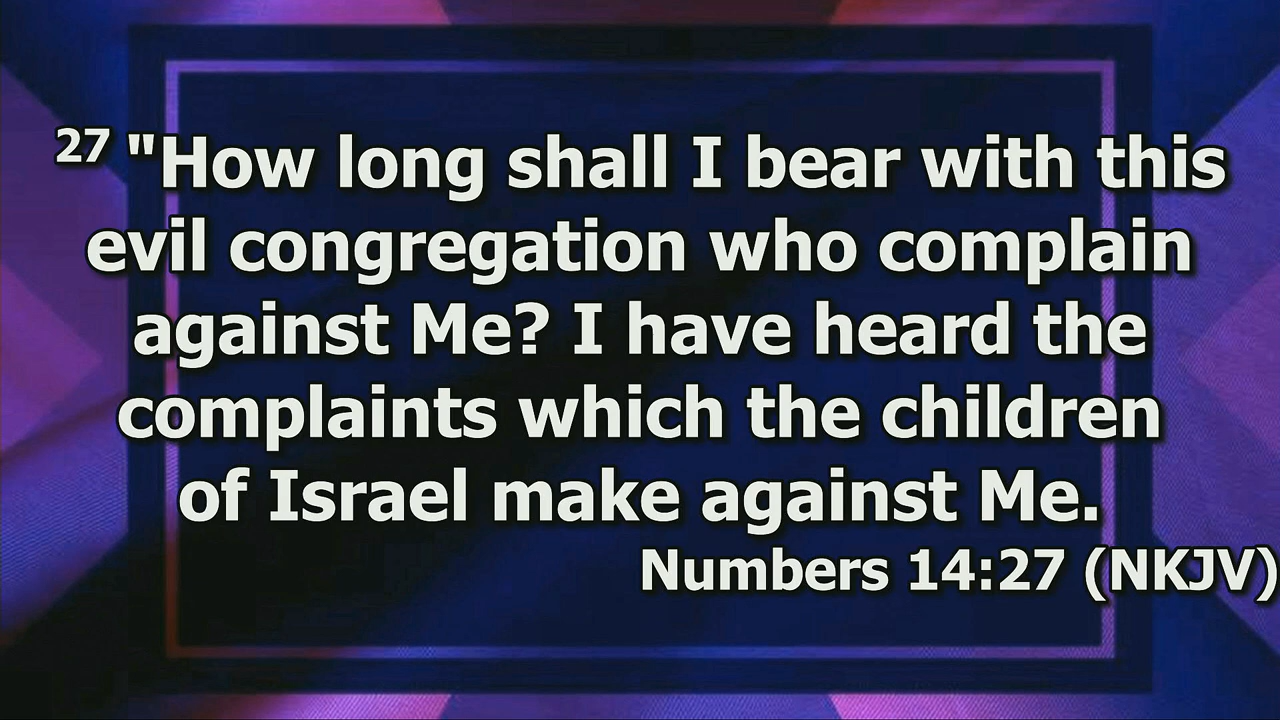 27 "How long shall I bear with this
evil congregation who complain
against Me? I have heard the
complaints which the children
of Israel make against Me.
Numbers 14:27 (NKJV)